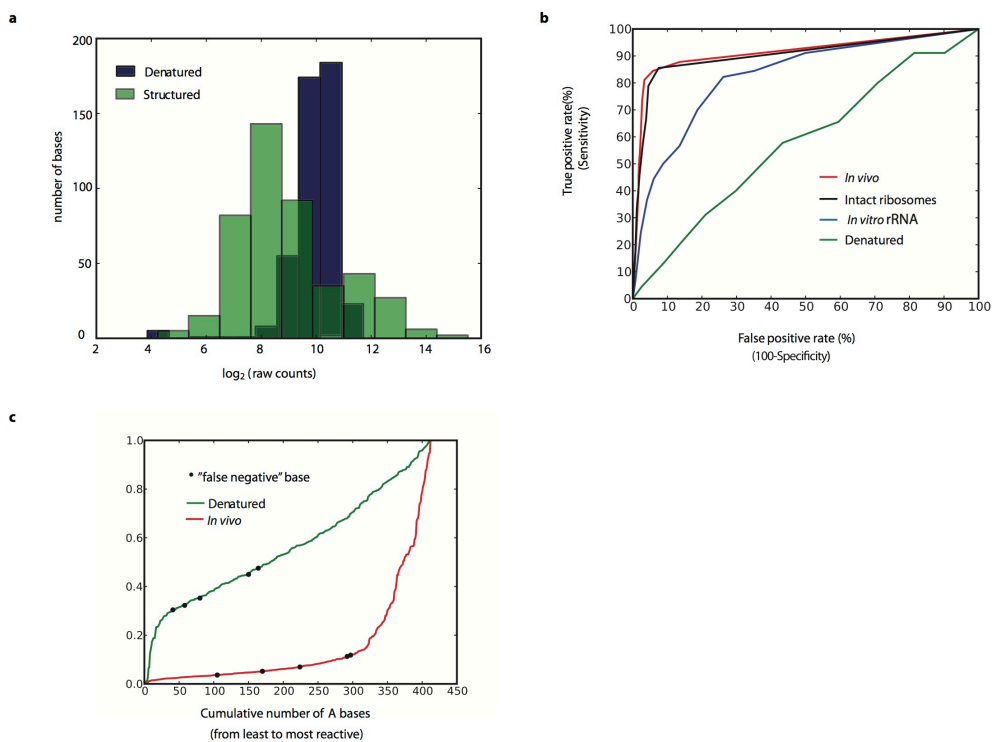 a
200
150
100
50
0
number of bases
Denatured
Structured
2 4 6 8 10 12 14 16
log2 (raw counts)
b
100
90
80
70
60
50
40
30
20
10
0
True positive rate(%)
(Sensitivity)
In vivo
Intact ribosomes
In vitro rRNA
Denatured
0 10 20 30 40 50 60 70 80 90 100
False positive rate (%)
(100-Specificity)
c
1.0
0.8
0.6
0.4
0.2
0.0
"false negative" base
Denatured
In vivo
0 50 100 150 200 250 300 350 400 450
Cumulative number of A bases
(from least to most reactive)